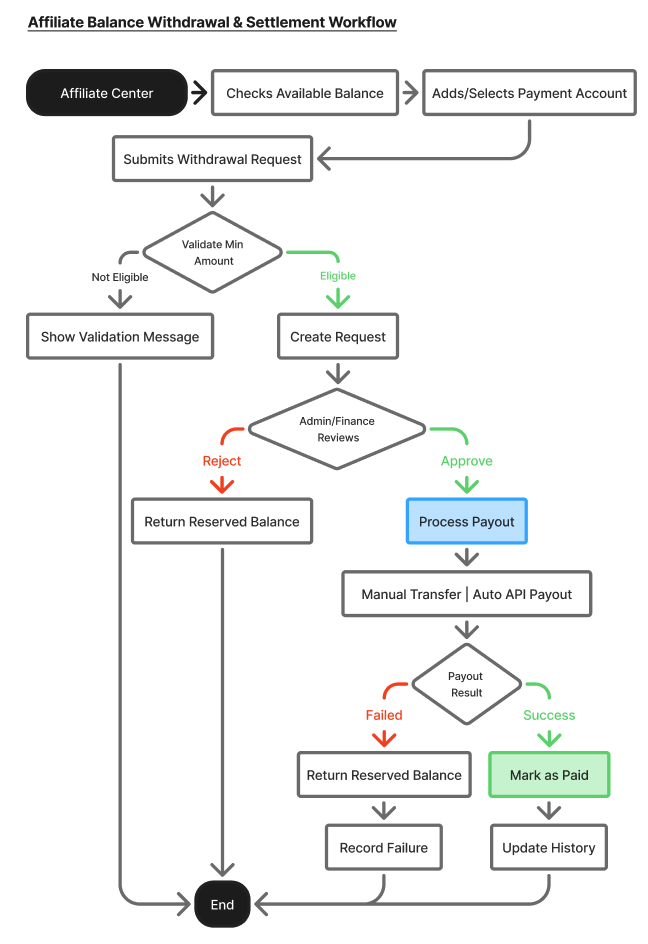 Affiliate Balance Withdrawal & Settlement Workflow
Affiliate Center
Checks Available Balance
Adds/Selects Payment Account
Submits Withdrawal Request
Validate Min
Amount
Not Eligible
Eligible
Show Validation Message
Create Request
Admin/Finance
Reviews
Reject
Approve
Return Reserved Balance
Process Payout
Manual Transfer | Auto API Payout
Payout
Result
Failed
Success
Return Reserved Balance
Mark as Paid
Record Failure
Update History
End